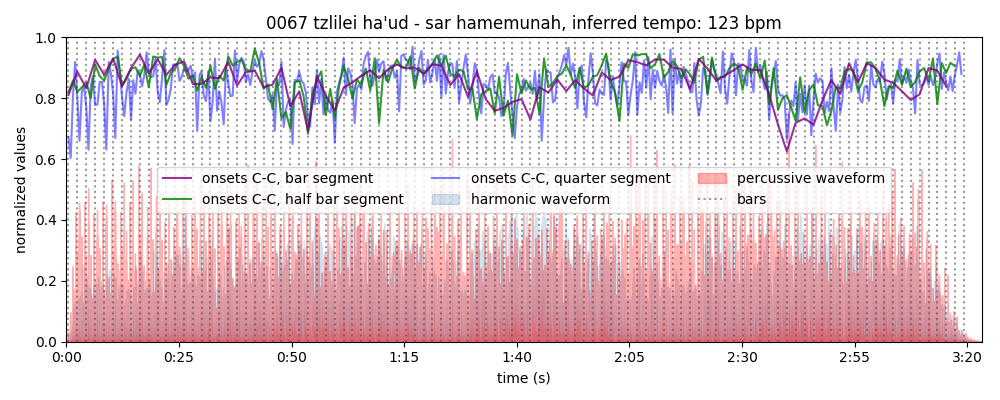 0067 tzlilei ha'ud - sar hamemunah, inferred tempo: 123 bpm
normalized values
1.0
0.8
0.6
0.4
0.2
0.0
onsets C-C, bar segment
onsets C-C, half bar segment
onsets C-C, quarter segment
harmonic waveform
percussive waveform
bars
0:00 0:25 0:50 1:15 1:40 2:05 2:30 2:55 3:20
time (s)